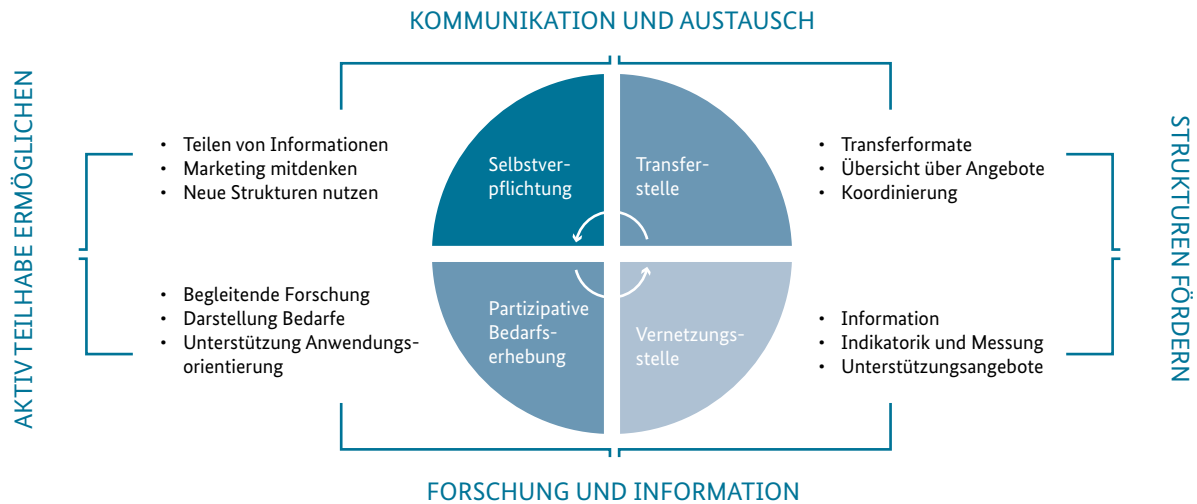 KOMMUNIKATION UND AUSTAUSCH
AKTIV TEILHABE ERMÖGLICHEN
• Teilen von Informationen
• Marketing mitdenken
• Neue Strukturen nutzen
Selbstver-
pflichtung
Transfer-
stelle
• Transferformate
• Übersicht über Angebote
• Koordinierung
STRUKTUREN FÖRDERN
• Begleitende Forschung
• Darstellung Bedarfe
• Unterstützung Anwendungs-
orientierung
Partizipative
Bedarfs-
erhebung
Vernetzungs-
stelle
• Information
• Indikatorik und Messung
• Unterstützungsangebote
FORSCHUNG UND INFORMATION